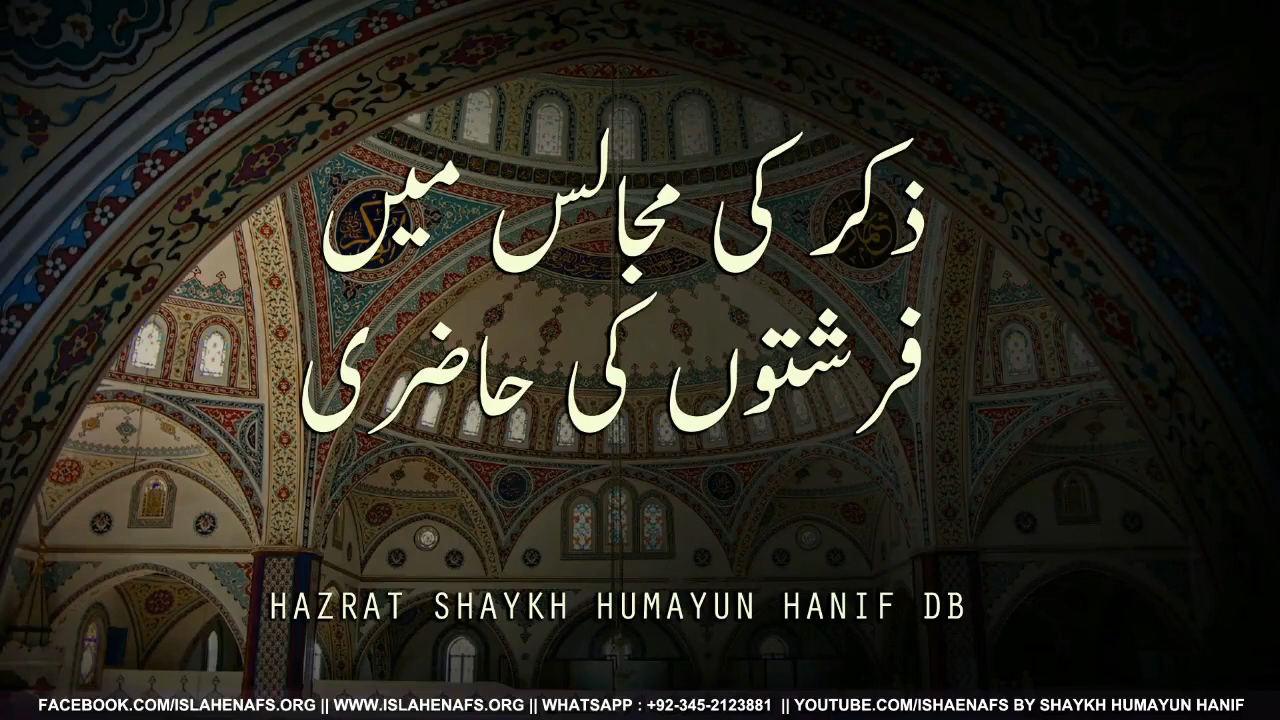 ذکر کی مجالس میں
فرشتوں کی حاضری
HAZRAT SHAYKH HUMAYUN HANIF DB
FACEBOOK.COM/ISLAHENAFS.ORG || WWW.ISLAHENAFS.ORG || WHATSAPP : +92-345-2123881 || YOUTUBE.COM/ISHAENAFS BY SHAYKH HUMAYUN HANIF